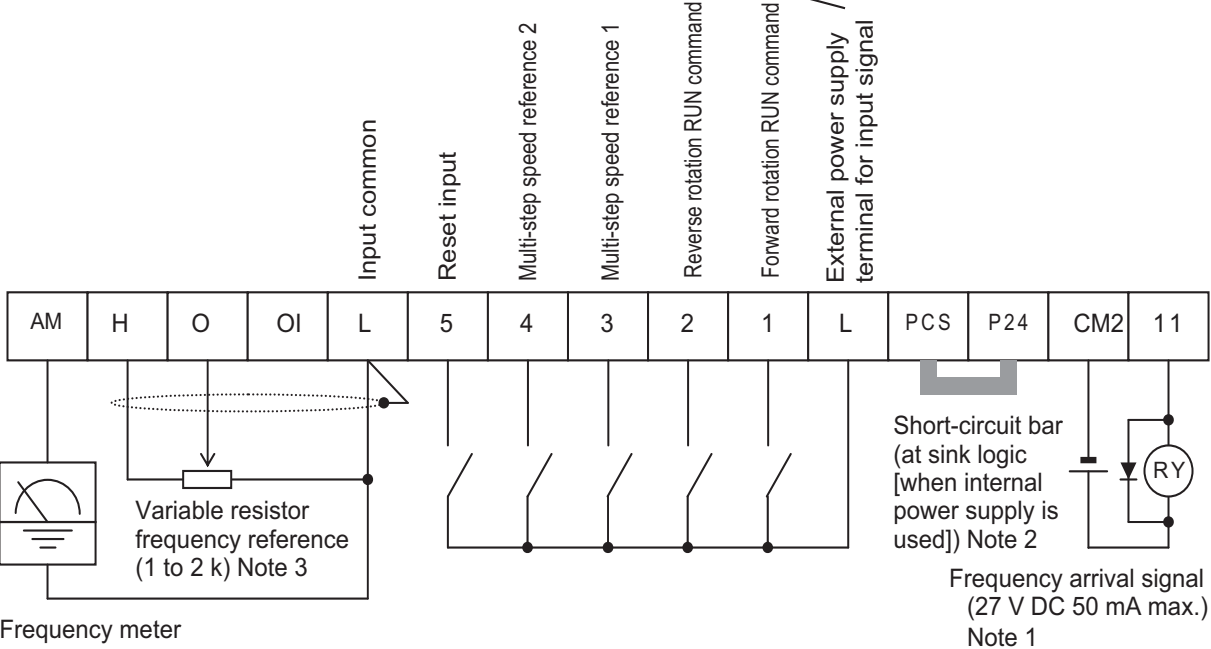 Input common
Reset input
Multi-step speed reference 2
Multi-step speed reference 1
Reverse rotation RUN command
Forward rotation RUN command
External power supply
terminal for input signal
AM H O OI L 5 4 3 2 1 L PCS P24 CM2 11
Variable resistor
frequency reference
(1 to 2 k) Note 3
Short-circuit bar
(at sink logic
[when internal
power supply is
used]) Note 2
RY
Frequency arrival signal
(27 V DC 50 mA max.)
Note 1
Frequency meter